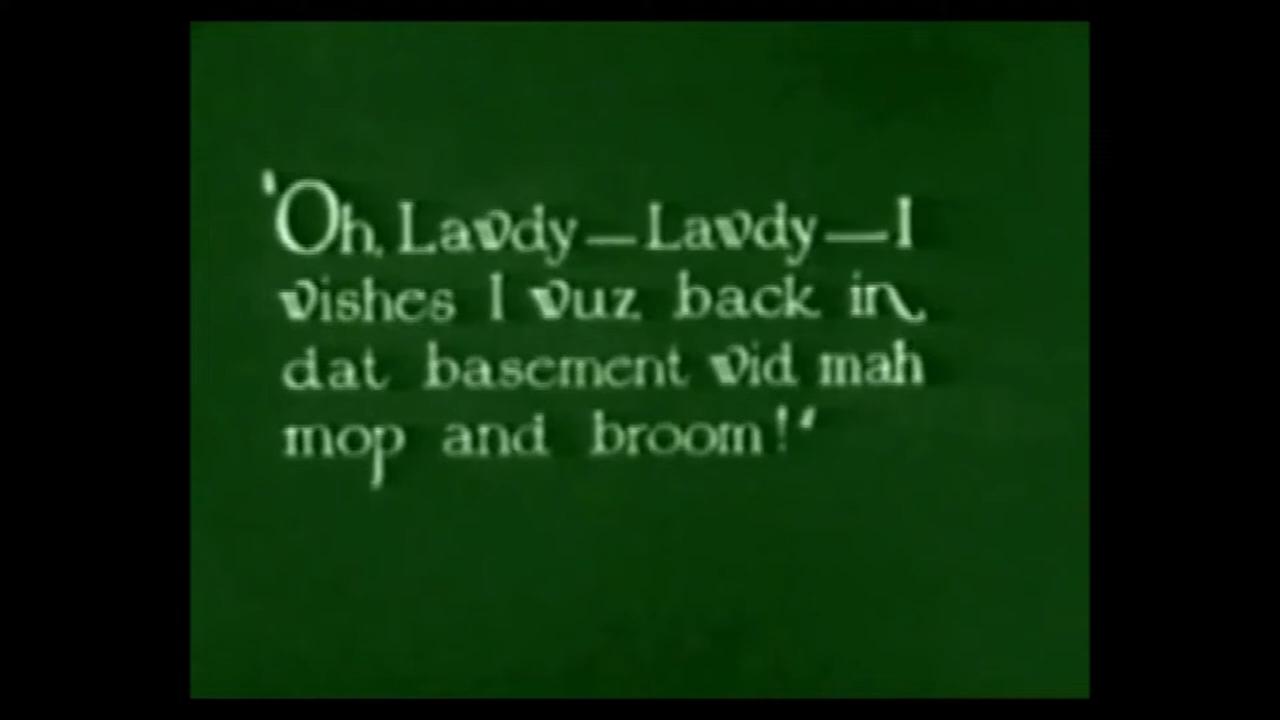 "Oh, Lawdy—Lawdy—I
wishes I wuz back in
dat basement wid mah
mop and broom!"